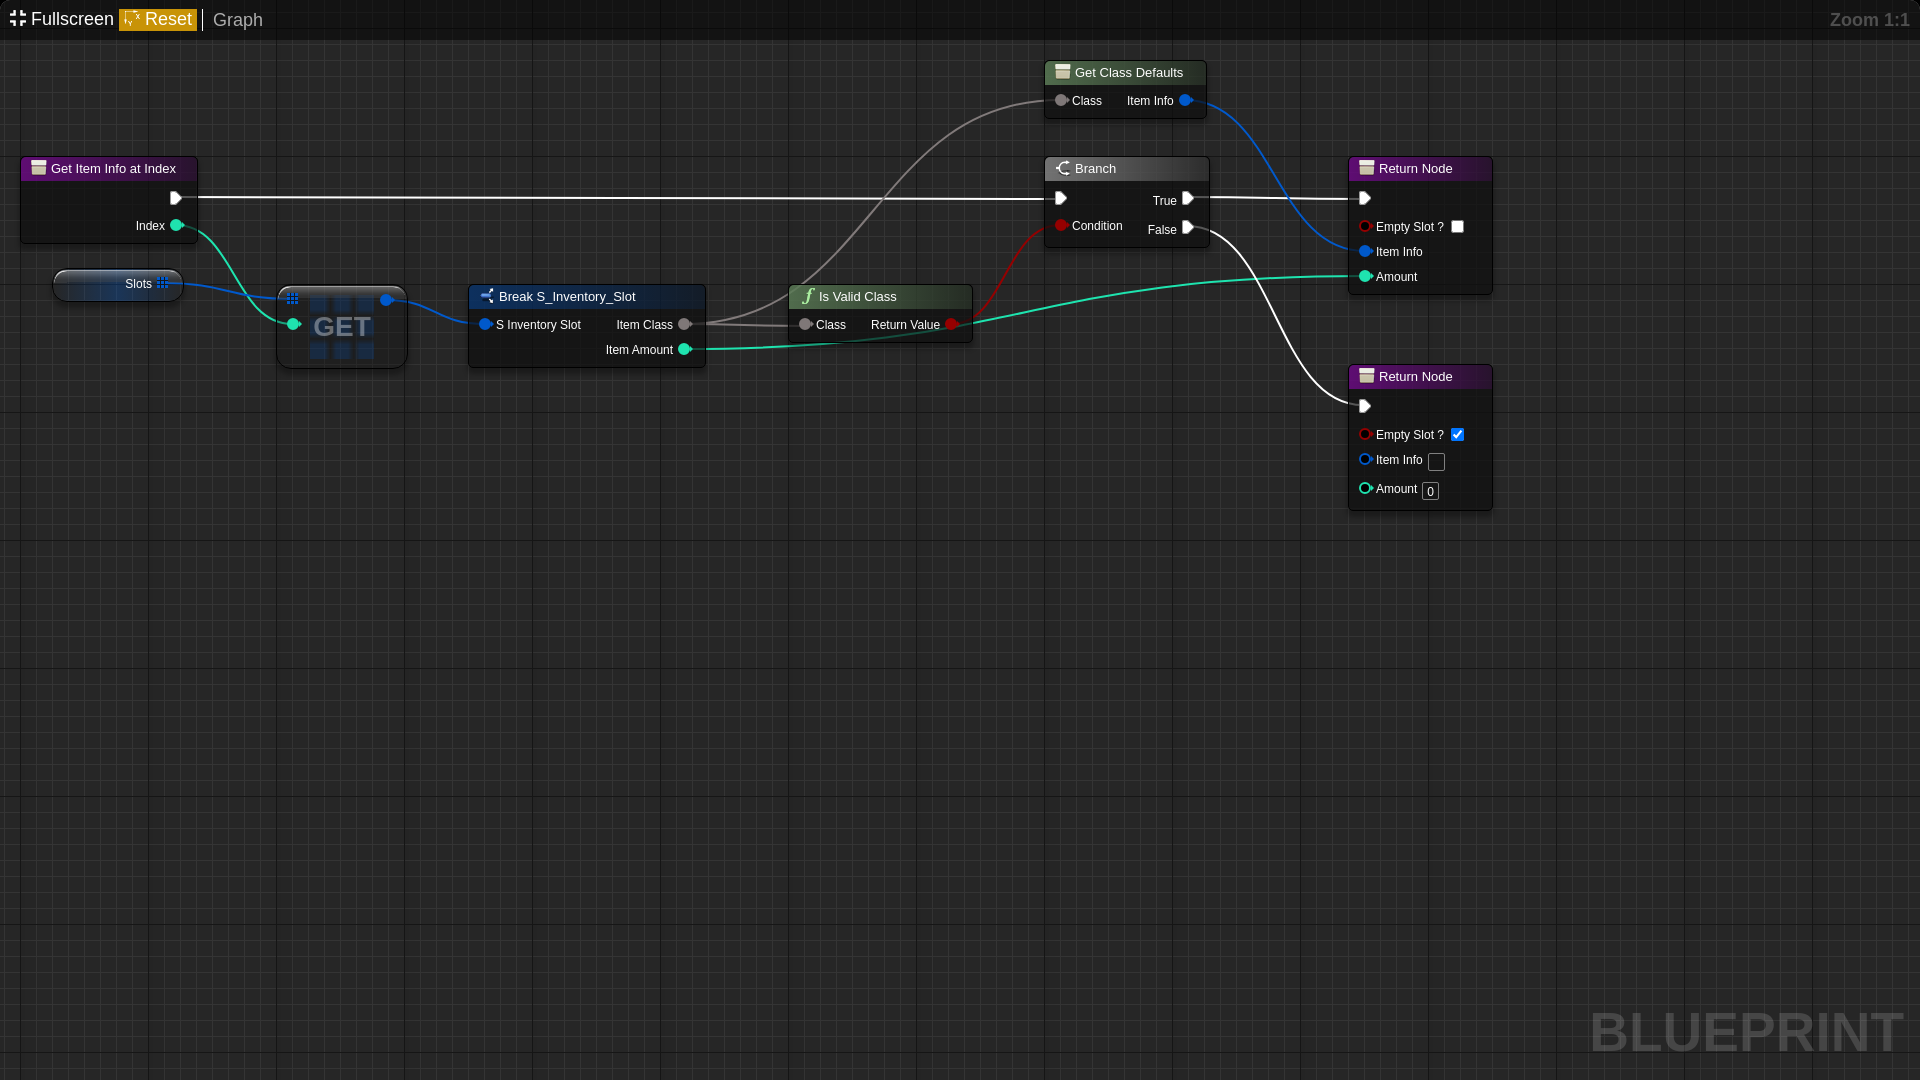 Fullscreen Reset Graph
Zoom 1:1
Get Class Defaults
Class Item Info
Get Item Info at Index
Index
Slots
GET
Break S_Inventory_Slot
S Inventory Slot Item Class
Item Amount
Is Valid Class
Class Return Value
Branch
True
Condition
False
Return Node
Empty Slot ?
Item Info
Amount
Return Node
Empty Slot ?
Item Info
Amount 0
BLUEPRINT